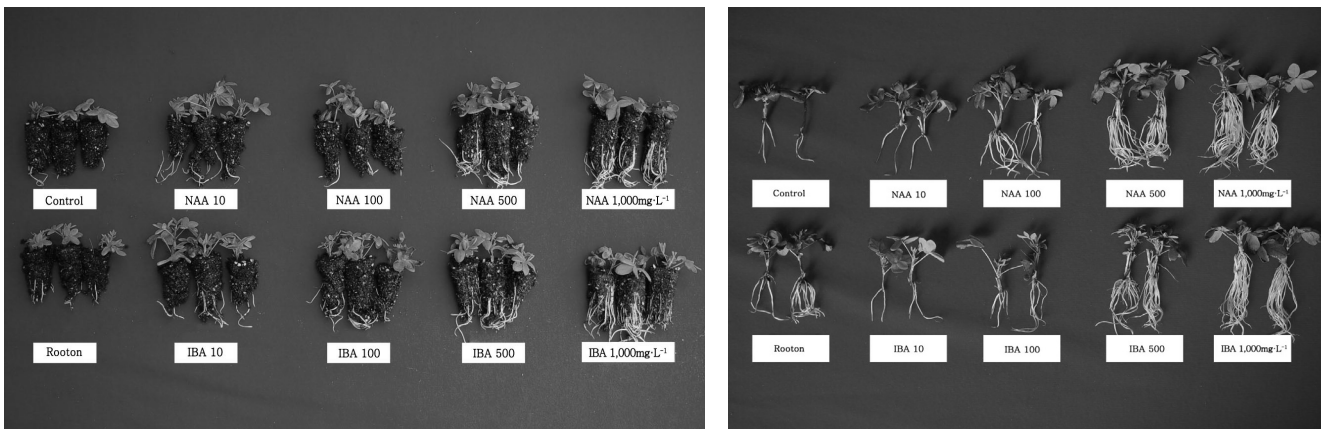 Control
NAA 10
NAA 100
NAA 500
NAA 1,000mg·L⁻¹
Rooton
IBA 10
IBA 100
IBA 500
IBA 1,000mg·L⁻¹
Control
NAA 10
NAA 100
NAA 500
NAA 1,000mg·L⁻¹
Rooton
IBA 10
IBA 100
IBA 500
IBA 1,000mg·L⁻¹